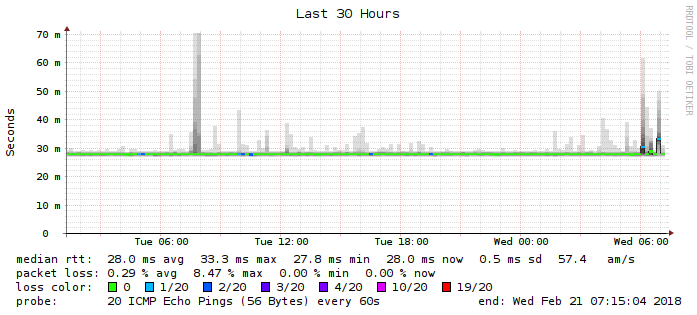 Last 30 Hours
RRDTOOL / TOBI OETIKER
Seconds
70 m
60 m
50 m
40 m
30 m
20 m
10 m
0
Tue 06:00 Tue 12:00 Tue 18:00 Wed 00:00 Wed 06:00
median rtt: 28.0 ms avg 33.3 ms max 27.8 ms min 28.0 ms now 0.5 ms sd 57.4 am/s
packet loss: 0.29 % avg 8.47 % max 0.00 % min 0.00 % now
loss color: 0 1/20 2/20 3/20 4/20 10/20 19/20
probe: 20 ICMP Echo Pings (56 Bytes) every 60s end: Wed Feb 21 07:15:04 2018